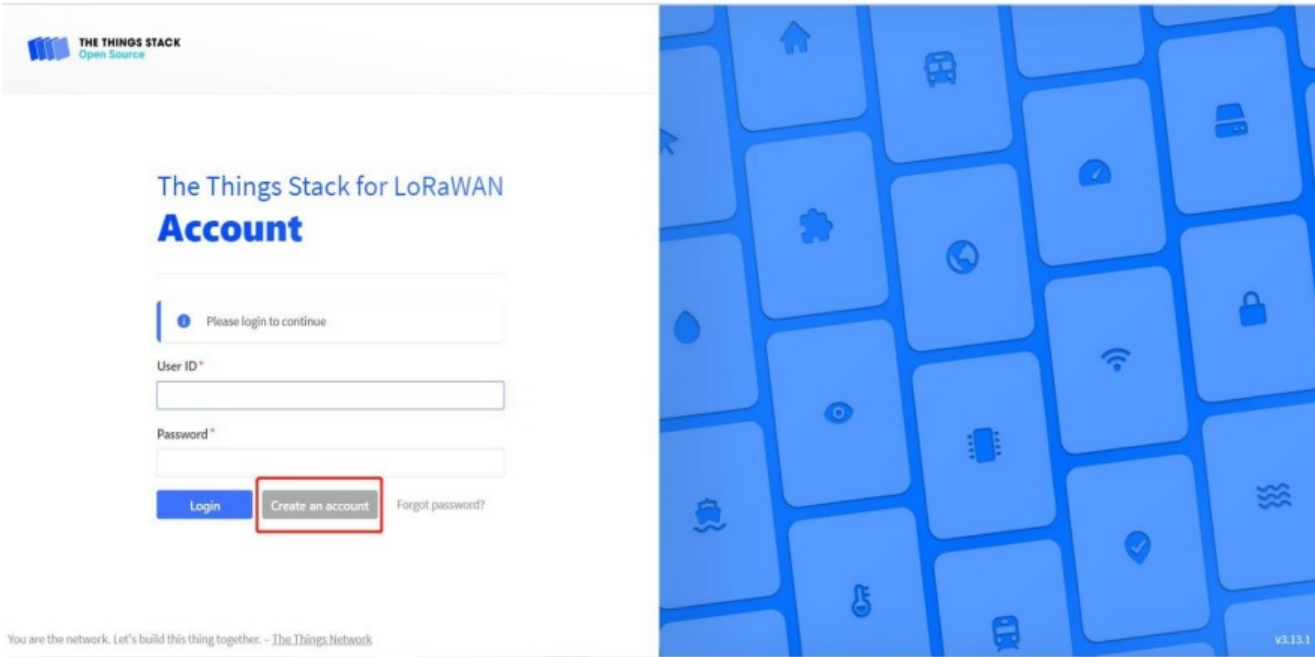 THE THINGS STACK
Open Source
The Things Stack for LoRaWAN
Account
Please login to continue
User ID*
Password*
Login
Create an account
Forgot password?
You are the network. Let's build this thing together. – The Things Network
v3.13.1